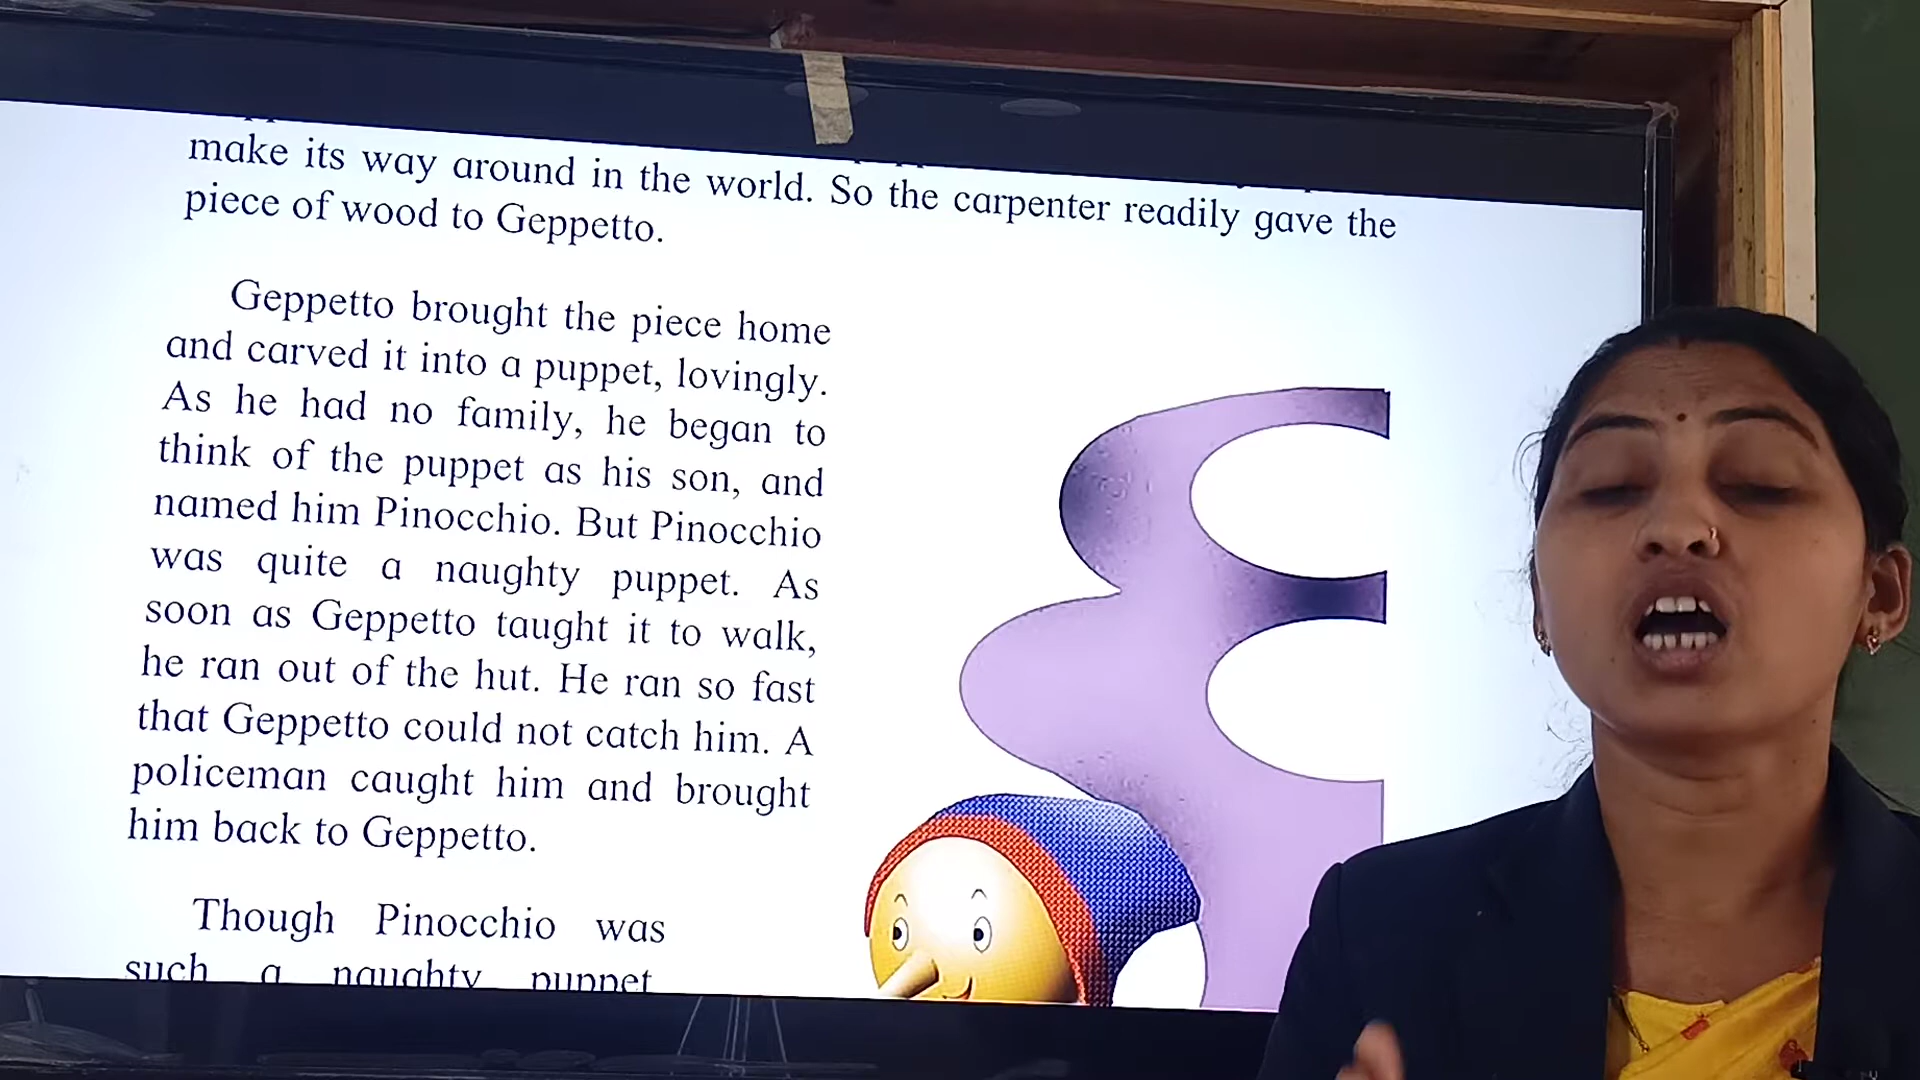 make its way around in the world. So the carpenter readily gave the
piece of wood to Geppetto.
Geppetto brought the piece home
and carved it into a puppet, lovingly.
As he had no family, he began to
think of the puppet as his son, and
named him Pinocchio. But Pinocchio
was quite a naughty puppet. As
soon as Geppetto taught it to walk,
he ran out of the hut. He ran so fast
that Geppetto could not catch him. A
policeman caught him and brought
him back to Geppetto.
Though Pinocchio was
such a naughty puppet